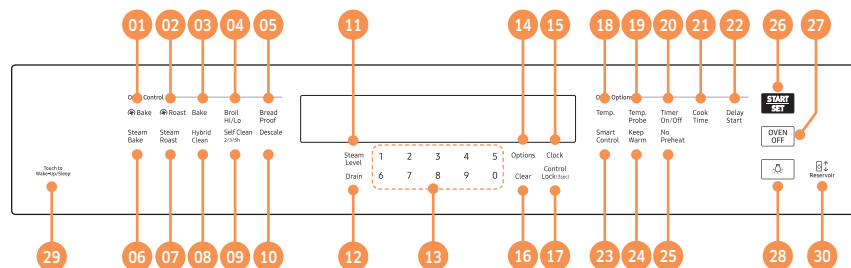 01 02 03 04 05 11 14 15 18 19 20 21 22 26 27
Bake Roast Bake Broil Hi/Lo Bread Proof
Steam Bake Steam Roast Hybrid Clean Self Clean 2/3/5h Descale
Touch to
Wake-Up/Sleep
Steam Level 1 2 3 4 5 Options Clock
Drain 6 7 8 9 0 Clear Control Lock(3sec)
Temp. Temp. Probe Timer On/Off Cook Time Delay Start
Smart Control Keep Warm No Preheat
START
SET
OVEN
OFF
Reservoir
29 06 07 08 09 10 12 13 16 17 23 24 25 28 30